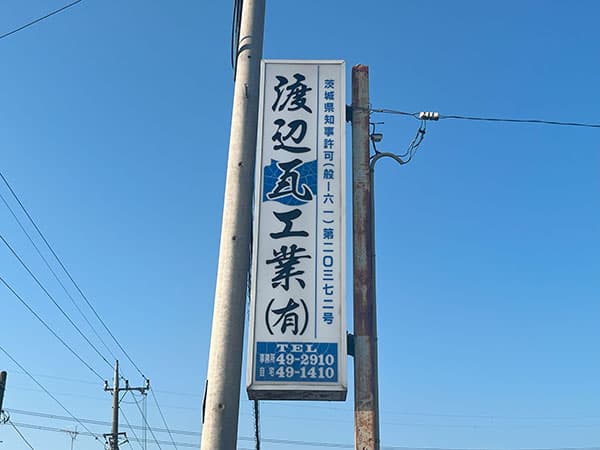 茨城県知事許可(般ー六一)第二〇三七二号
渡辺瓦工業(有)
TEL
事務所 49-2910
自宅 49-1410